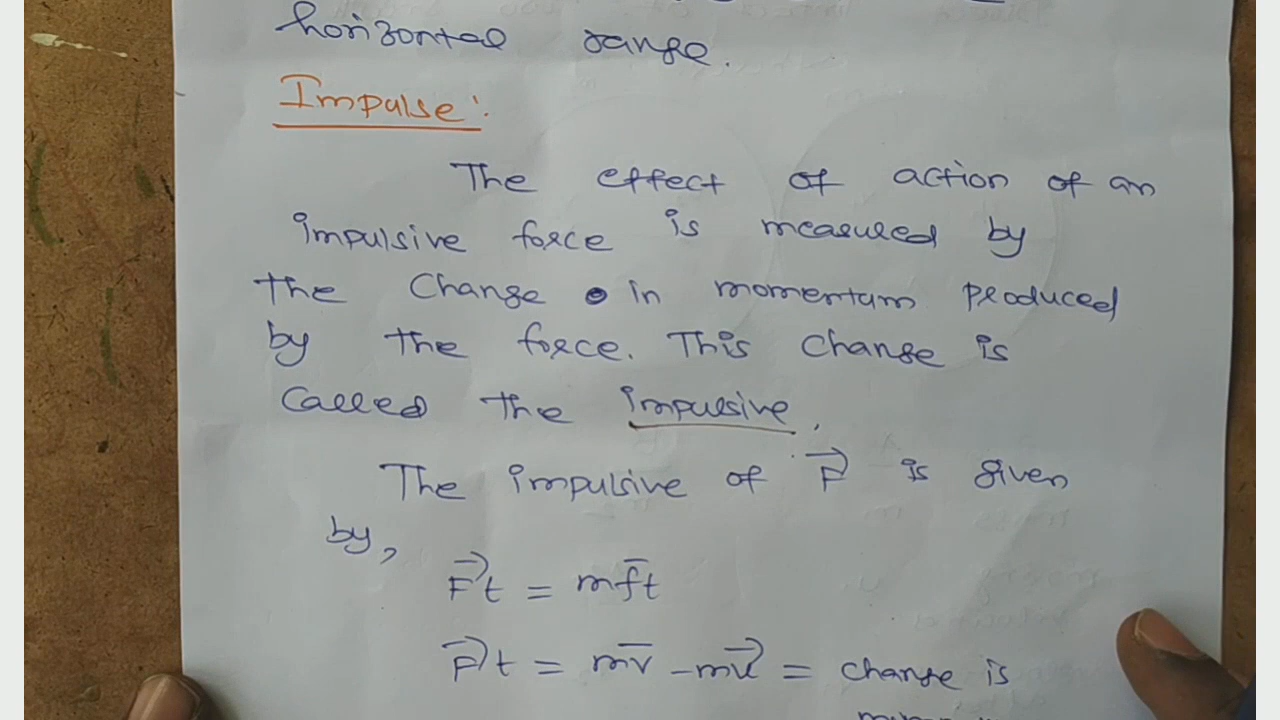 horizontal range.
Impulse:
The effect of action of an
impulsive force is measured by
the change in momentum produced
by the force. This change is
called the impulsive.
The impulsive of F⃗ is given
by,
F⃗t = mf̄t
F⃗t = mv̄ - mu⃗ = change is